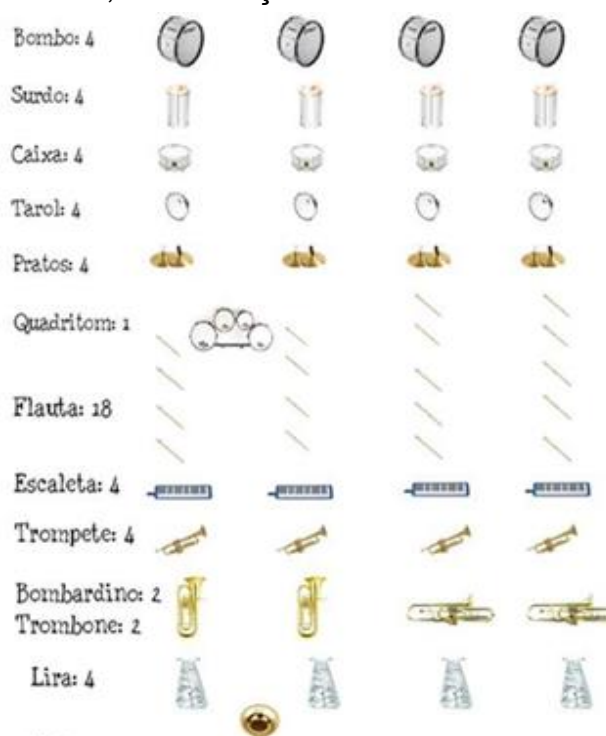 Bombo: 4
Surdo: 4
Caixa: 4
Tarol: 4
Pratos: 4
Quadritom: 1
Flauta: 18
Escaleta: 4
Trompete: 4
Bombardino: 2
Trombone: 2
Lira: 4